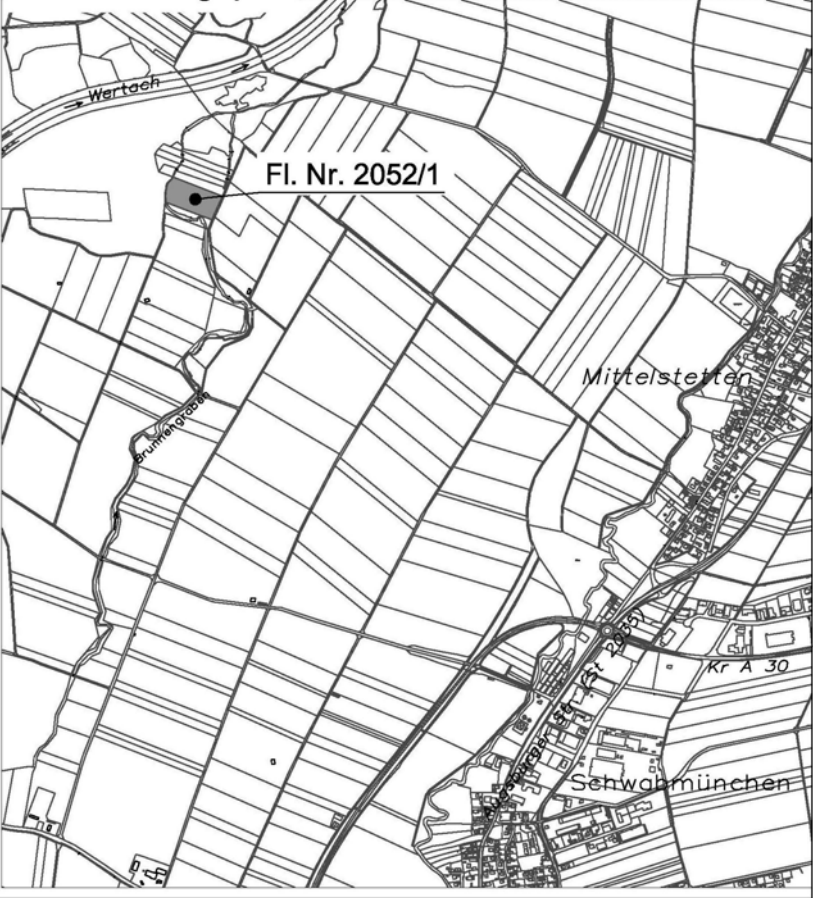 Wertach
Fl. Nr. 2052/1
Mittelstetten
Brunnengraben
Augsburger Str. (St 2035)
Kr A 30
Schwabmünchen